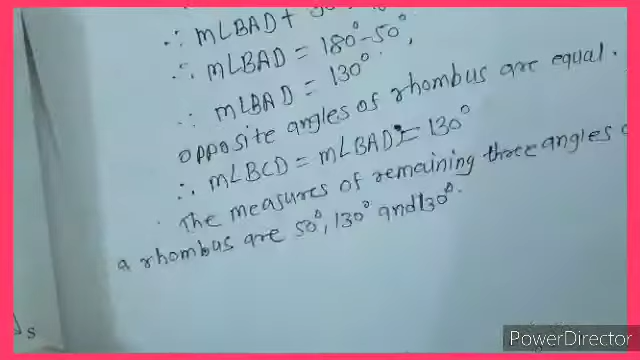 ∴ m∠BAD +
∴ m∠BAD = 180° - 50°,
∴ m∠BAD = 130°.
opposite angles of rhombus are equal.
∴ m∠BCD = m∠BAD = 130°
The measures of remaining three angles
a rhombus are 50°, 130° and 130°.
s
PowerDirector